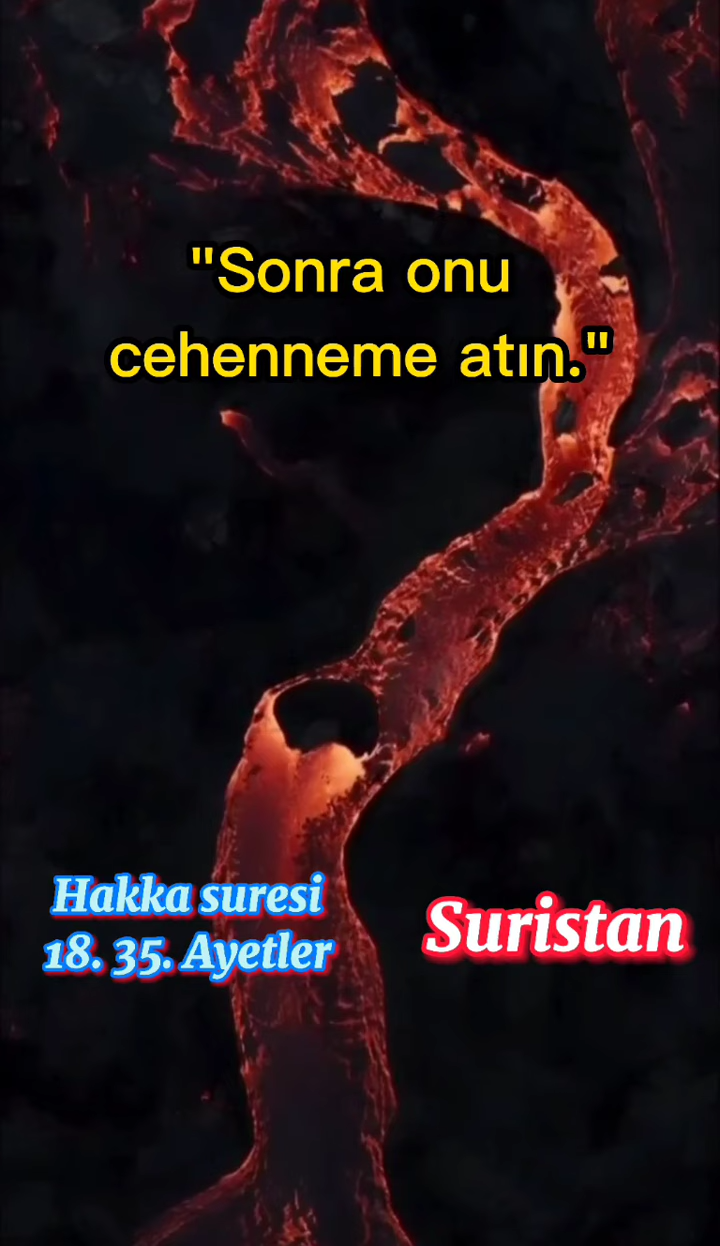 "Sonra onu
cehenneme atın."
Hakka suresi
18. 35. Ayetler
Suristan